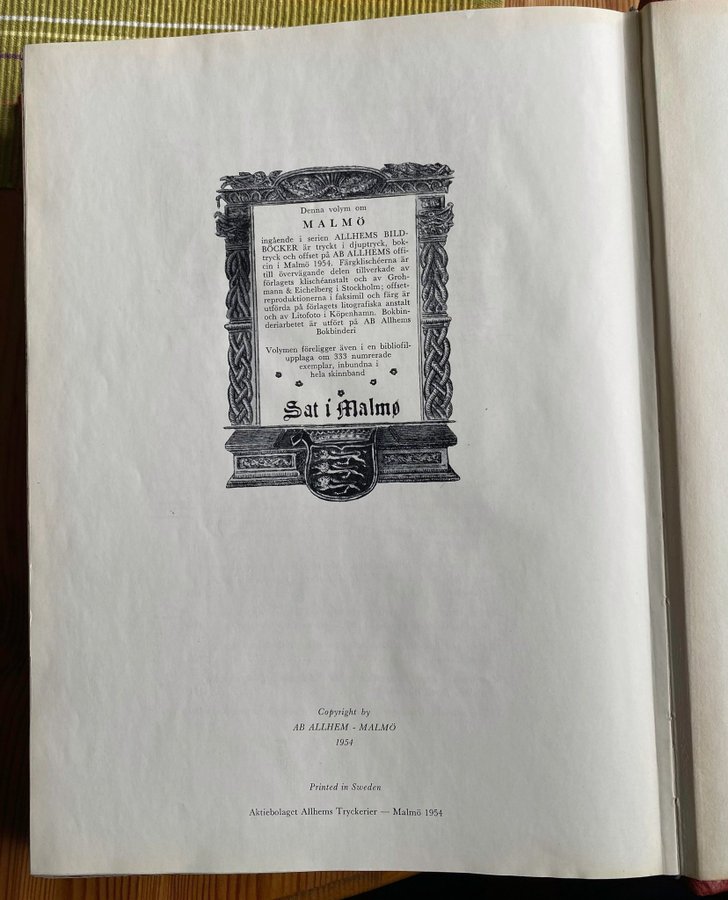 Denna volym om
MALMÖ
ingående i serien ALLHEMS BILD-
BÖCKER är tryckt i djuptryck, bok-
tryck och offset på AB ALLHEMS offi-
cin i Malmö 1954. Färgklischéerna är
till övervägande delen tillverkade av
förlagets klischéanstalt och av Groh-
mann & Eichelberg i Stockholm; offset-
reproduktionerna i faksimil och färg är
utförda på förlagets litografiska anstalt
och av Litofoto i Köpenhamn. Bokbin-
deriarbetet är utfört på AB Allhems
Bokbinderi
Volymen föreligger även i en bibliofil-
upplaga om 333 numrerade
exemplar, inbundna i
hela skinnband
Sat i Malmø
Copyright by
AB ALLHEM - MALMÖ
1954
Printed in Sweden
Aktiebolaget Allhems Tryckerier — Malmö 1954